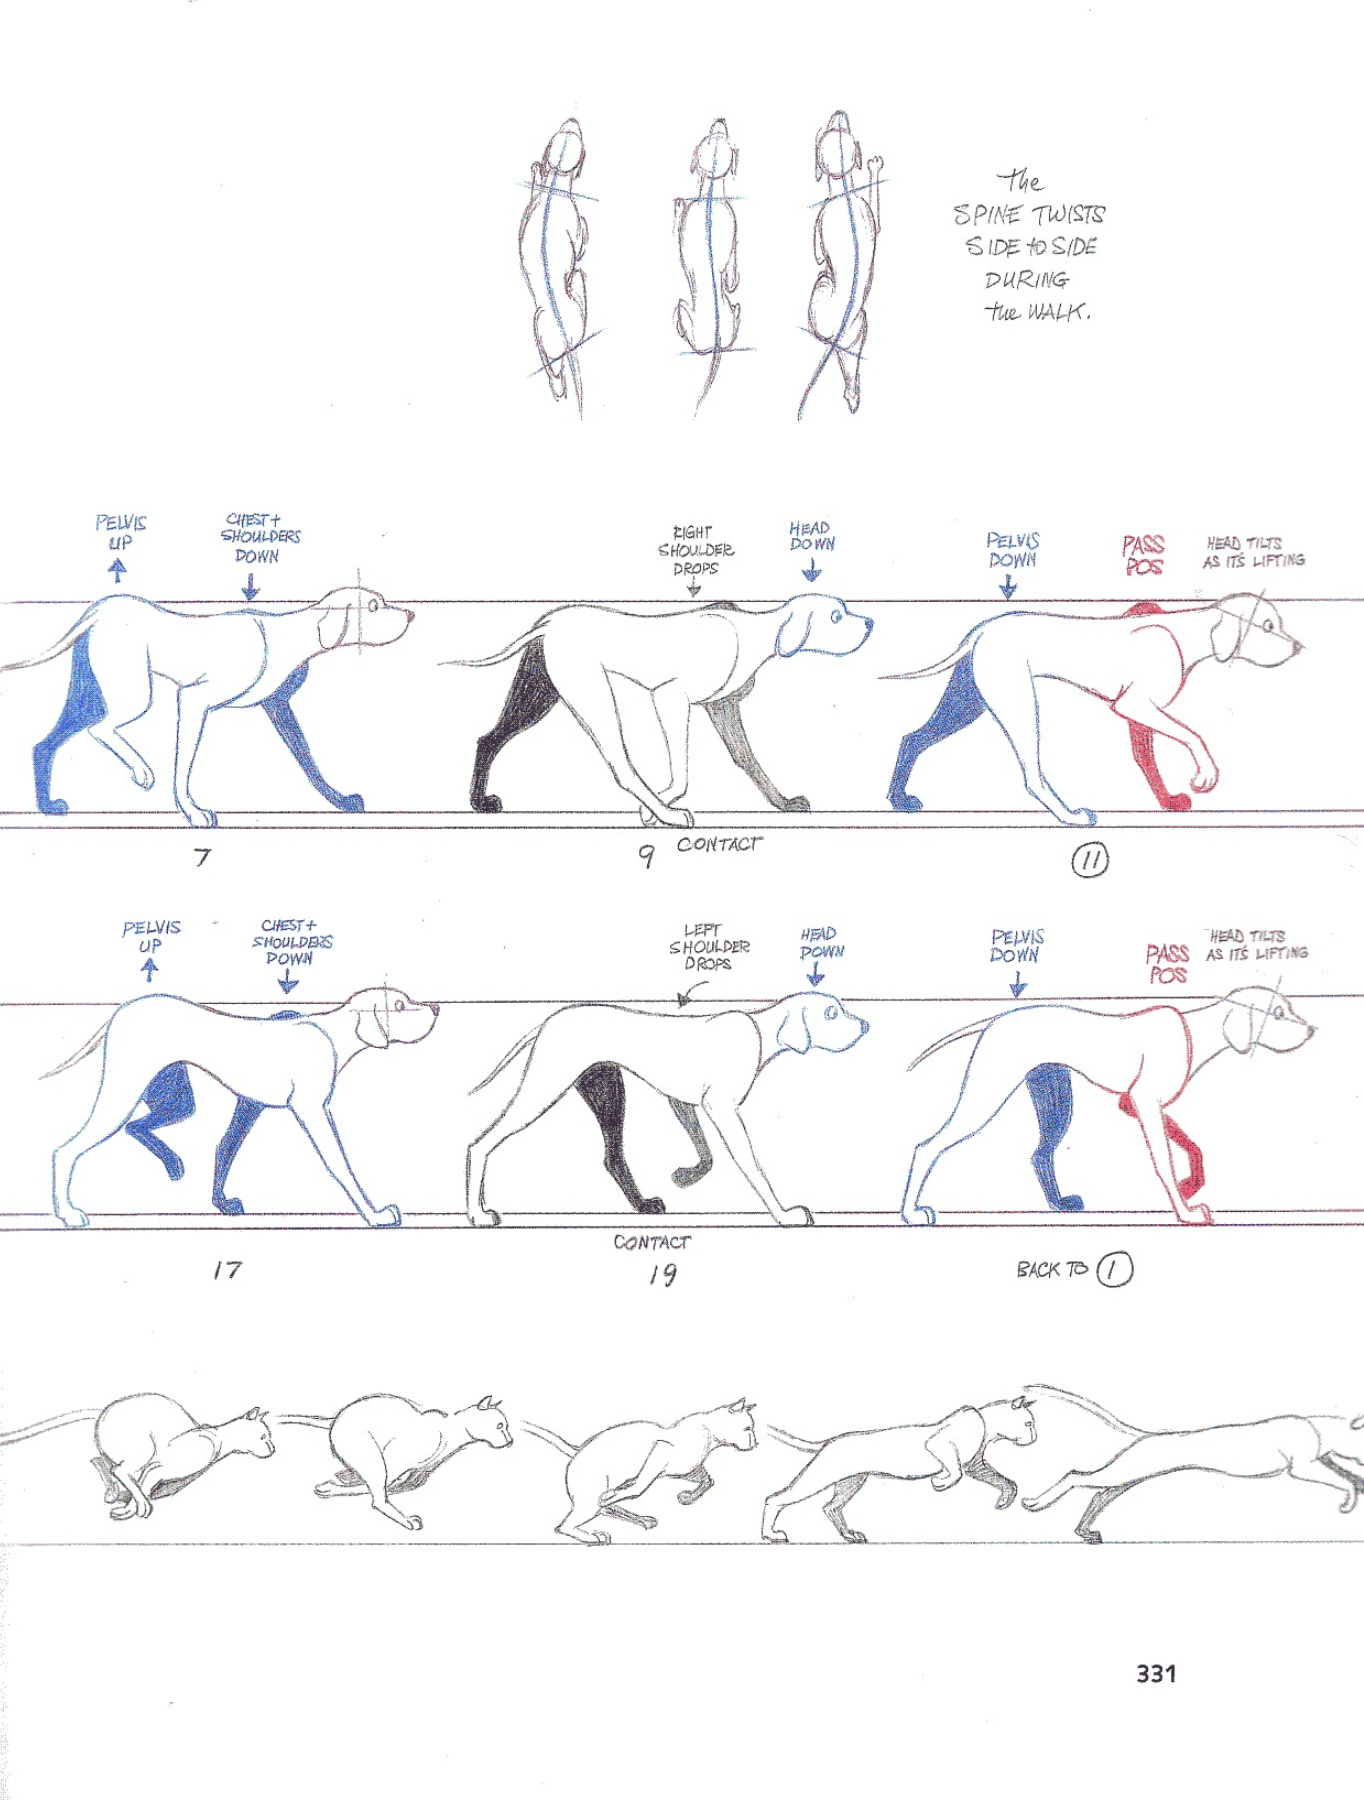 The
SPINE TWISTS
SIDE to SIDE
DURING
the WALK.
PELVIS
UP
CHEST +
SHOULDERS
DOWN
RIGHT
SHOULDER
DROPS
HEAD
DOWN
PELVIS
DOWN
PASS
POS
HEAD TILTS
AS ITS LIFTING
7
9 CONTACT
11
PELVIS
UP
CHEST +
SHOULDERS
DOWN
LEFT
SHOULDER
DROPS
HEAD
DOWN
PELVIS
DOWN
PASS
POS
HEAD TILTS
AS ITS LIFTING
17
CONTACT
19
BACK TO 1
331